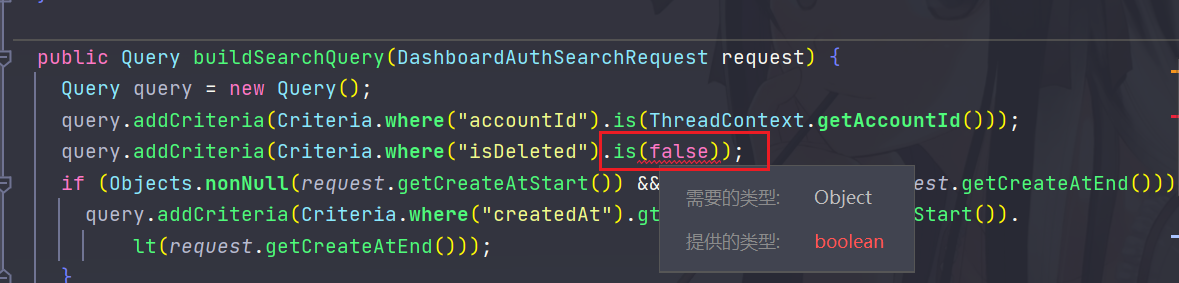 public Query buildSearchQuery(DashboardAuthSearchRequest request) {
Query query = new Query();
query.addCriteria(Criteria.where("accountId").is(ThreadContext.getAccountId()));
query.addCriteria(Criteria.where("isDeleted").is(false));
if (Objects.nonNull(request.getCreateAtStart()) && est.getCreateAtEnd()))
需要的类型: Object
query.addCriteria(Criteria.where("createdAt").gt Start()).
提供的类型: boolean
lt(request.getCreateAtEnd()));
}